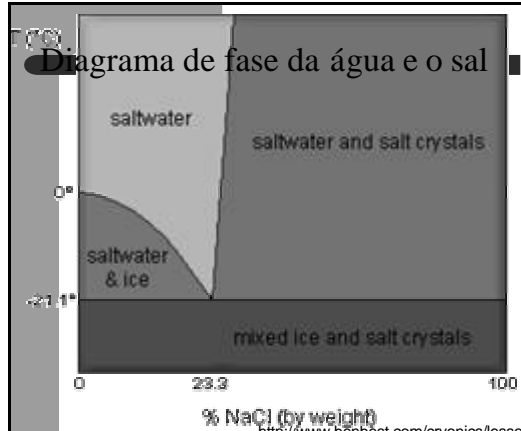 T (°C)
Diagrama de fase da água e o sal
saltwater
saltwater and salt crystals
0°
saltwater
& ice
-21.1°
mixed ice and salt crystals
0
23.3
100
% NaCl (by weight)